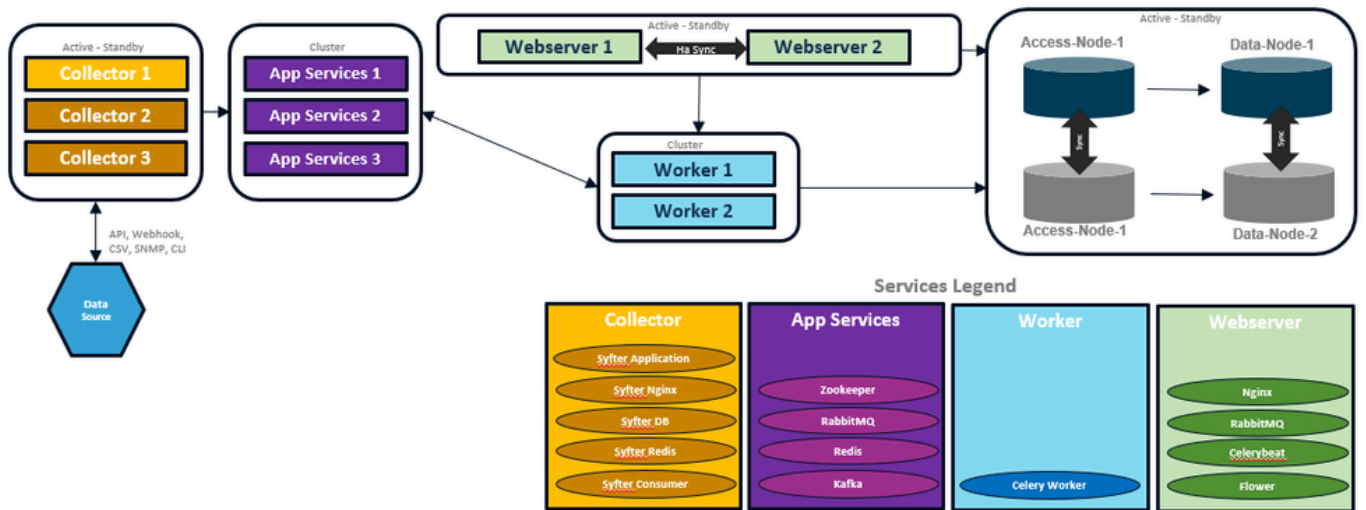 Active - Standby
Collector 1
Collector 2
Collector 3
Cluster
App Services 1
App Services 2
App Services 3
Active - Standby
Webserver 1
Ha Sync
Webserver 2
Cluster
Worker 1
Worker 2
Active - Standby
Access-Node-1
Data-Node-1
Sync
Sync
Access-Node-1
Data-Node-2
API, Webhook,
CSV, SNMP, CLI
Data
Source
Services Legend
Collector
Syfter Application
Syfter Nginx
Syfter DB
Syfter Redis
Syfter Consumer
App Services
Zookeeper
RabbitMQ
Redis
Kafka
Worker
Celery Worker
Webserver
Nginx
RabbitMQ
Celerybeat
Flower